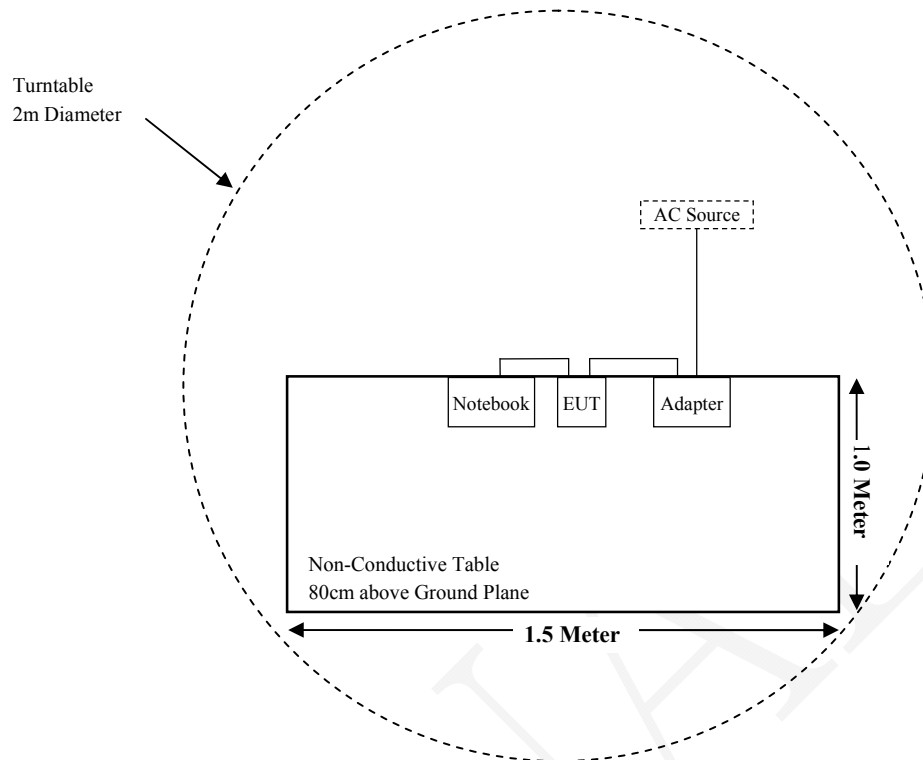 Turntable
2m Diameter
AC Source
Notebook
EUT
Adapter
1.0 Meter
Non-Conductive Table
80cm above Ground Plane
1.5 Meter